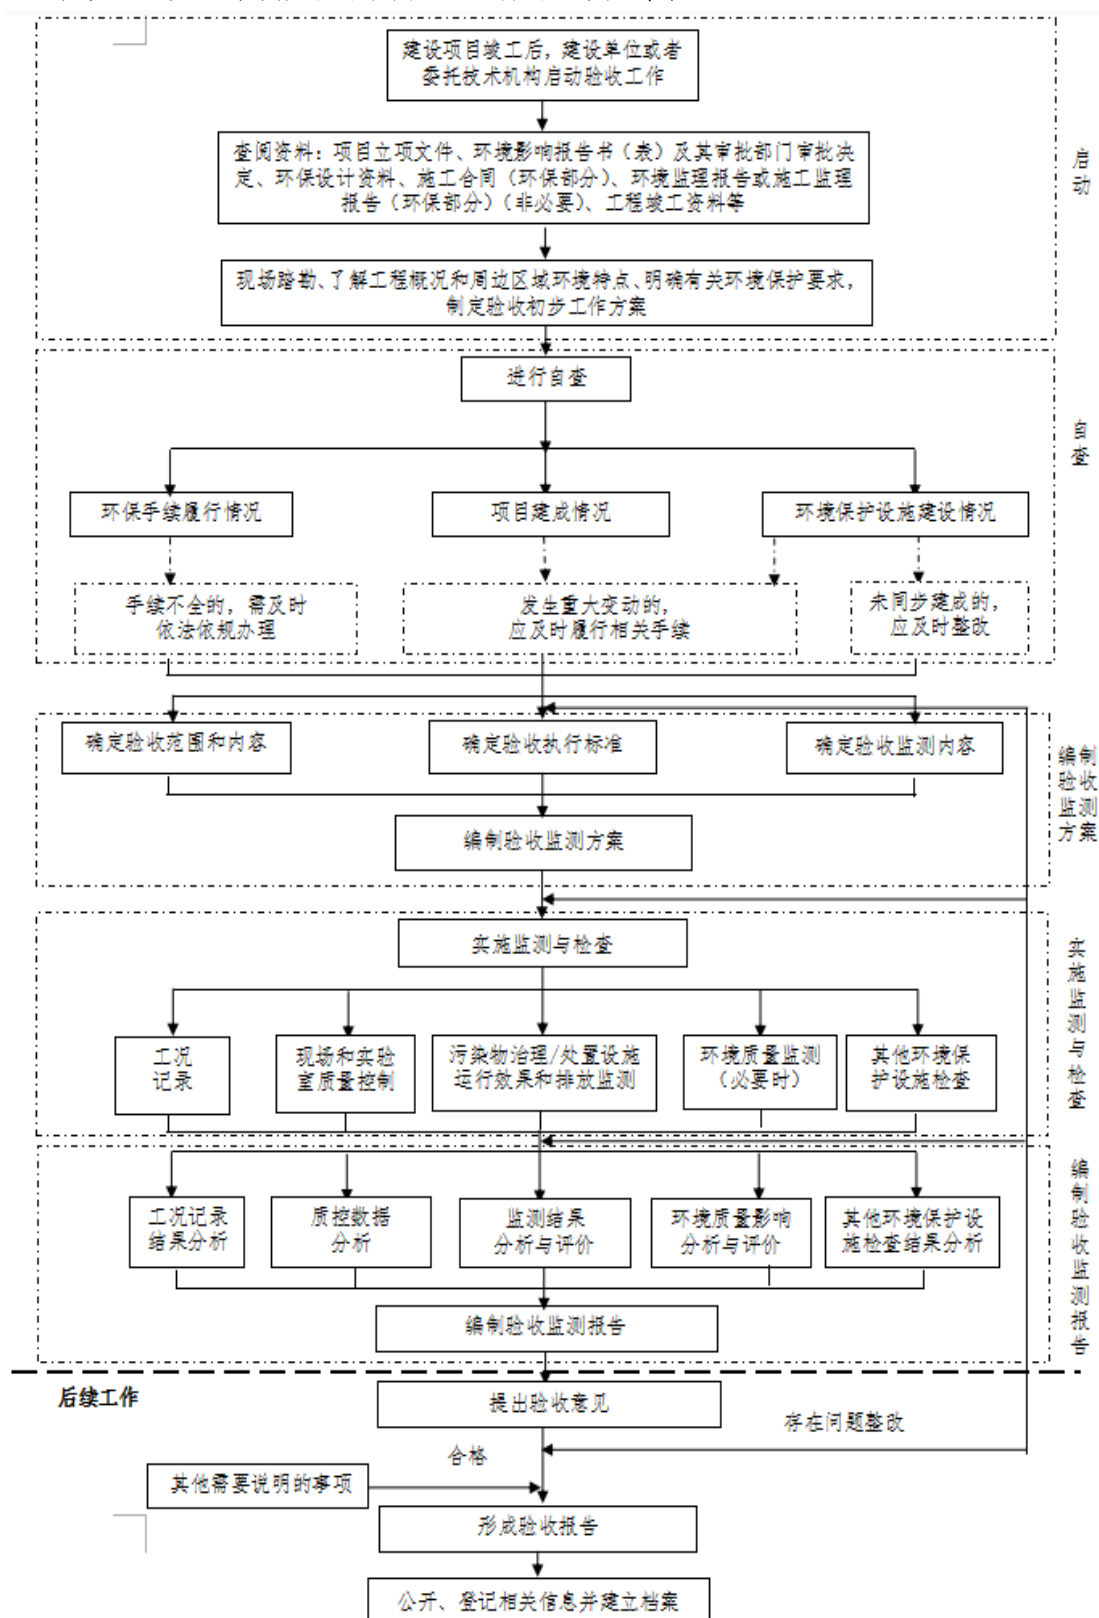 建设项目竣工后，建设单位或者
委托技术机构启动验收工作
查阅资料：项目立项文件、环境影响报告书（表）及其审批部门审批决
定、环保设计资料、施工合同（环保部分）、环境监理报告或施工监理
报告（环保部分）（非必要）、工程竣工资料等
现场踏勘、了解工程概况和周边区域环境特点、明确有关环境保护要求，
制定验收初步工作方案
启
动
进行自查
自
查
环保手续履行情况
项目建成情况
环境保护设施建设情况
手续不全的，需及时
依法依规办理
发生重大变动的，
应及时履行相关手续
未同步建成的，
应及时整改
确定验收范围和内容
确定验收执行标准
确定验收监测内容
编制验收监测方案
编制
验收
监测
方案
实施监测与检查
工况
记录
现场和实验
室质量控制
污染物治理/处置设施
运行效果和排放监测
环境质量监测
（必要时）
其他环境保
护设施检查
实
施
监
测
与
检
查
工况记录
结果分析
质控数据
分析
监测结果
分析与评价
环境质量影响
分析与评价
其他环境保护设
施检查结果分析
编制验收监测报告
编
制
验
收
监
测
报
告
后续工作
提出验收意见
存在问题整改
合格
其他需要说明的事项
形成验收报告
公开、登记相关信息并建立档案